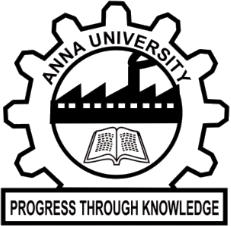 ANNA UNIVERSITY
PROGRESS THROUGH KNOWLEDGE